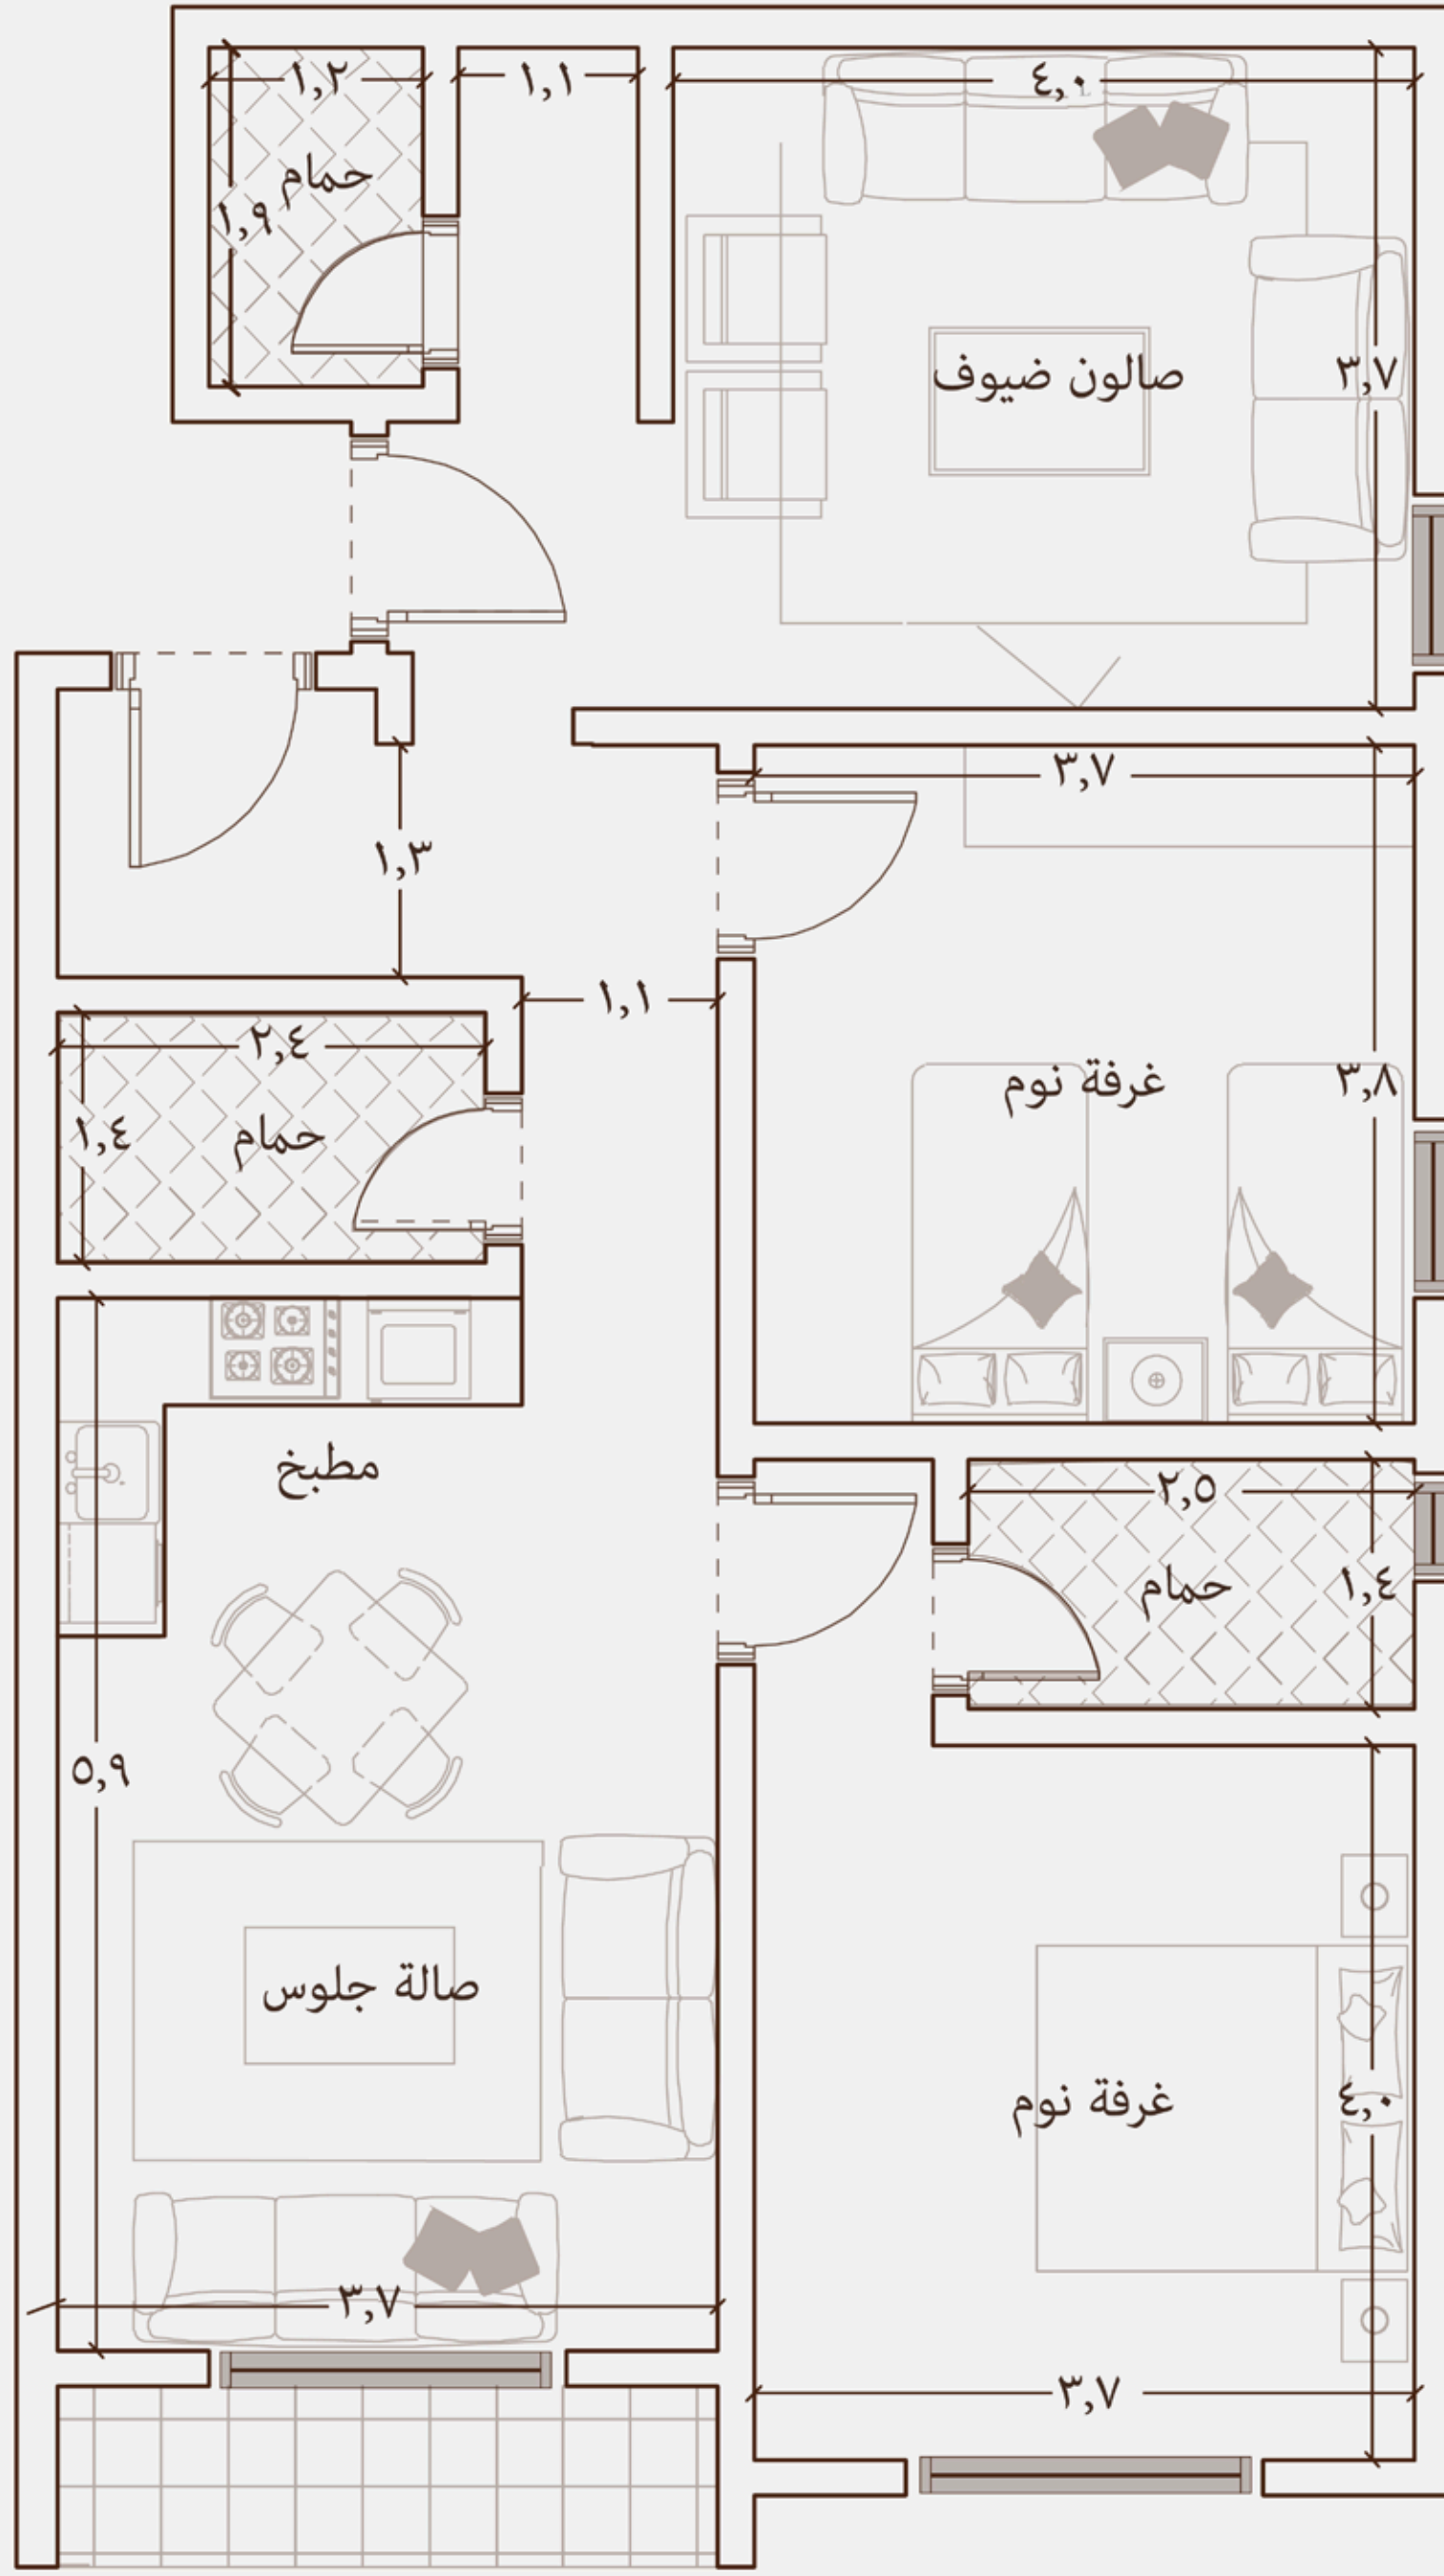 ١,٢
١,١
٤,٠
حمام
١,٩
صالون ضيوف
٣,٧
٣,٧
١,٣
١,١
٢,٤
غرفة نوم
٣,٨
حمام
١,٤
مطبخ
٢,٥
حمام
١,٤
٥,٩
صالة جلوس
غرفة نوم
٤,٠
٣,٧
٣,٧